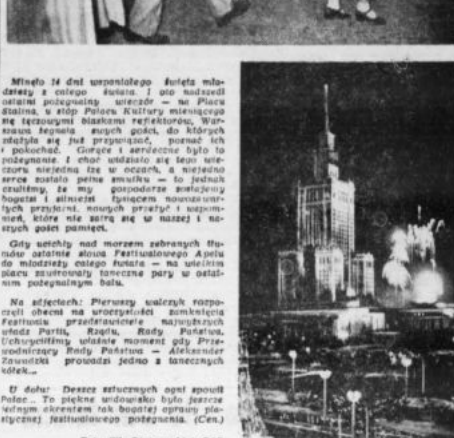 Minęło 14 dni wspaniałego święta mło-
dzieży z całego świata. I oto nadszedł
ostatni pożegnalny wieczór — na Placu
Stalina, u stóp Pałacu Kultury mieniącego
się tęczowymi blaskami reflektorów, War-
szawa żegnała swych gości, do których
zdążyła się już przywiązać, poznać ich
i pokochać. Gorące i serdeczne było to
pożegnanie. I choć widziało się tego wie-
czoru niejedną łzę w oczach, a niejedno
serce zostało pełne smutku — to jednak
czuliśmy, że my gospodarze zostajemy
bogatsi i silniejsi tysiącem nowozawar-
tych przyjaźni, nowych przeżyć i wspom-
nień, które nie zatrą się w naszej i na-
szych gości pamięci.
Gdy ucichły nad morzem zebranych tłu-
mów ostatnie słowa Festiwalowego Apelu
do młodzieży całego świata — na wielkim
placu zawirowały taneczne pary w ostat-
nim pożegnalnym balu.
Na zdjęciach: Pierwszy walczyk rozpo-
częli obecni na uroczystości zamknięcia
Festiwalu przedstawiciele najwyższych
władz Partii, Rządu, Rady Państwa.
Uchwyciliśmy właśnie moment gdy Prze-
wodniczący Rady Państwa — Aleksander
Zawadzki prowadzi jedno z tanecznych
kółek...
U dołu: Deszcz sztucznych ogni spowił
Pałac... To piękne widowisko było jeszcze
jednym akcentem tak bogatej oprawy pla-
stycznej festiwalowego pożegnania. (Cen.)